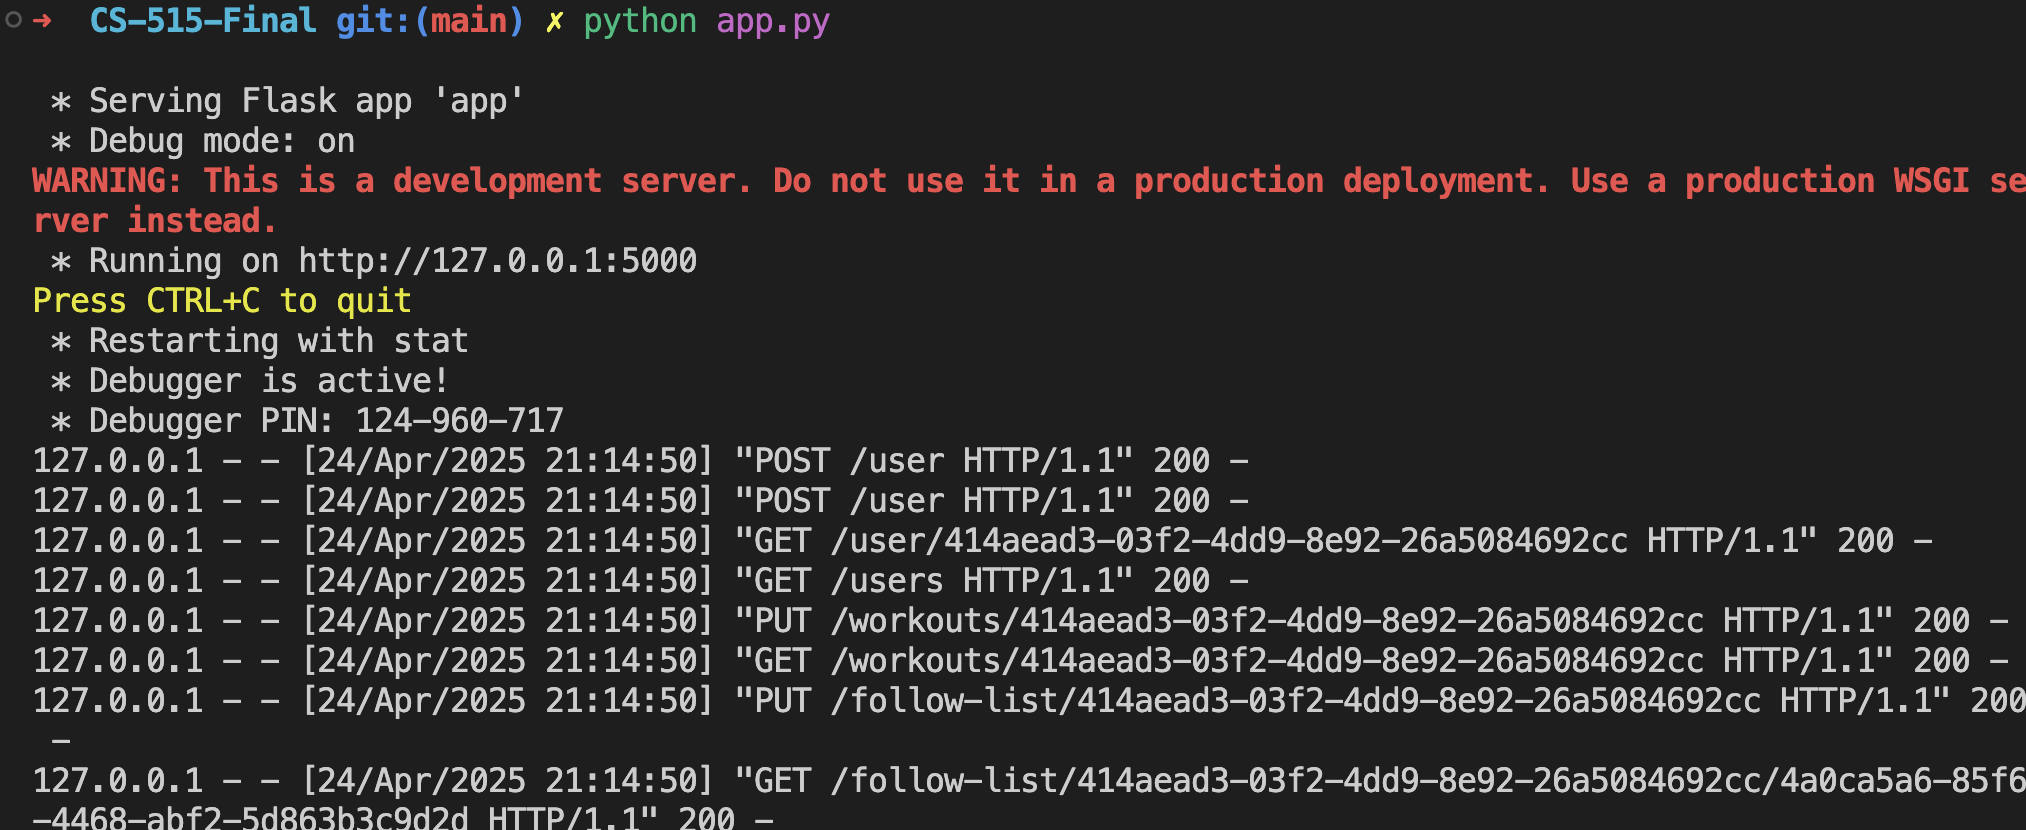 ➜  CS-515-Final git:(main) ✗ python app.py
 * Serving Flask app 'app'
 * Debug mode: on
WARNING: This is a development server. Do not use it in a production deployment. Use a production WSGI se
rver instead.
 * Running on http://127.0.0.1:5000
Press CTRL+C to quit
 * Restarting with stat
 * Debugger is active!
 * Debugger PIN: 124-960-717
127.0.0.1 - - [24/Apr/2025 21:14:50] "POST /user HTTP/1.1" 200 -
127.0.0.1 - - [24/Apr/2025 21:14:50] "POST /user HTTP/1.1" 200 -
127.0.0.1 - - [24/Apr/2025 21:14:50] "GET /user/414aead3-03f2-4dd9-8e92-26a5084692cc HTTP/1.1" 200 -
127.0.0.1 - - [24/Apr/2025 21:14:50] "GET /users HTTP/1.1" 200 -
127.0.0.1 - - [24/Apr/2025 21:14:50] "PUT /workouts/414aead3-03f2-4dd9-8e92-26a5084692cc HTTP/1.1" 200 -
127.0.0.1 - - [24/Apr/2025 21:14:50] "GET /workouts/414aead3-03f2-4dd9-8e92-26a5084692cc HTTP/1.1" 200 -
127.0.0.1 - - [24/Apr/2025 21:14:50] "PUT /follow-list/414aead3-03f2-4dd9-8e92-26a5084692cc HTTP/1.1" 200
 -
127.0.0.1 - - [24/Apr/2025 21:14:50] "GET /follow-list/414aead3-03f2-4dd9-8e92-26a5084692cc/4a0ca5a6-85f6
-4468-abf2-5d863b3c9d2d HTTP/1.1" 200 -